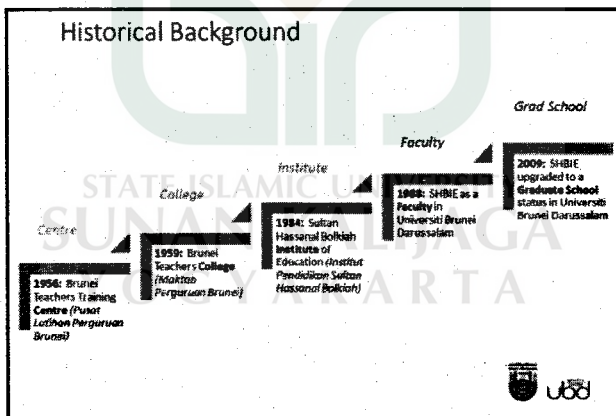 Historical Background
Centre
1956: Brunei
Teachers Training
Centre (Pusat
Latihan Perguruan
Brunei)
College
1959: Brunei
Teachers College
(Maktab
Perguruan Brunei)
Institute
1984: Sultan
Hassanal Bolkiah
Institute of
Education (Institut
Pendidikan Sultan
Hassanal Bolkiah)
Faculty
1988: SHBIE as a
Faculty in
Universiti Brunei
Darussalam
Grad School
2009: SHBIE
upgraded to a
Graduate School
status in Universiti
Brunei Darussalam
STATE ISLAMIC UNIVERSITY
SUNAN KALIJAGA
YOGYAKARTA
ubd